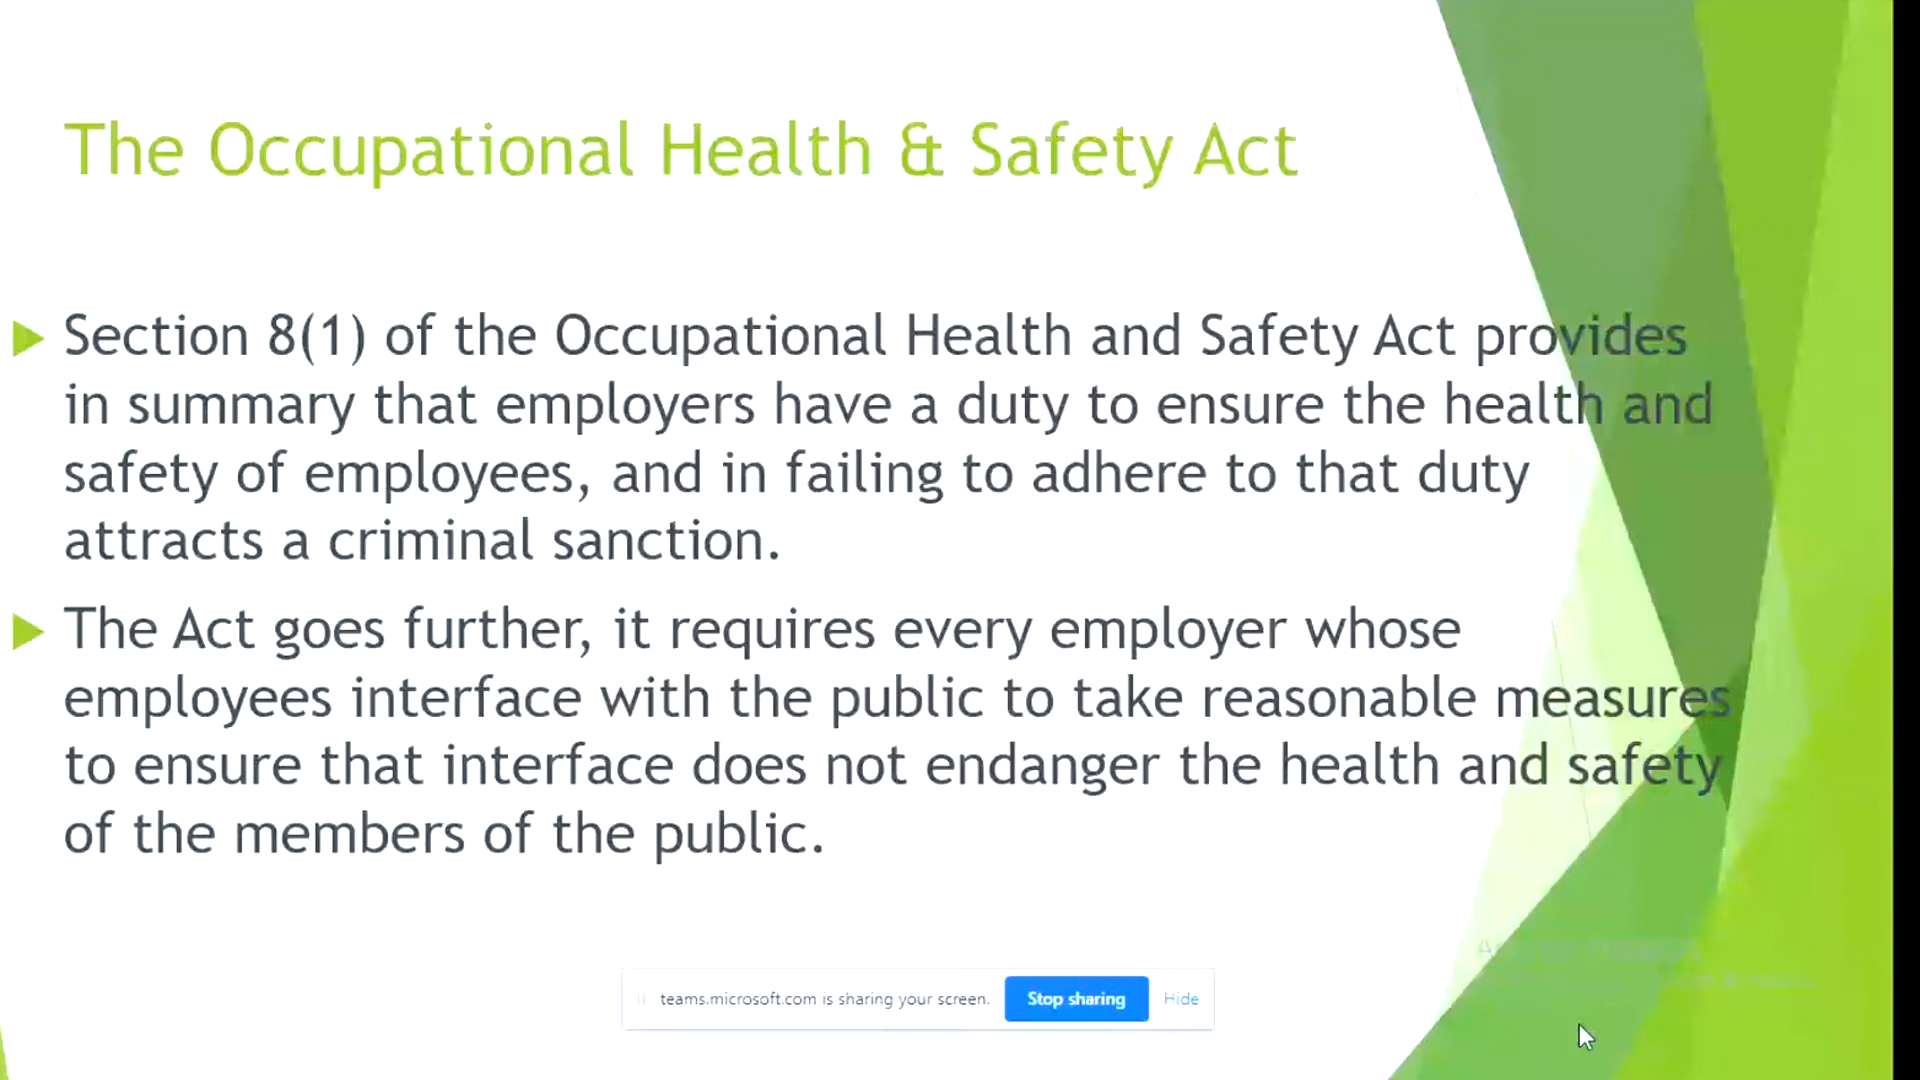 The Occupational Health & Safety Act
Section 8(1) of the Occupational Health and Safety Act provides
in summary that employers have a duty to ensure the health and
safety of employees, and in failing to adhere to that duty
attracts a criminal sanction.
The Act goes further, it requires every employer whose
employees interface with the public to take reasonable measures
to ensure that interface does not endanger the health and safety
of the members of the public.
teams.microsoft.com is sharing your screen. Stop sharing Hide